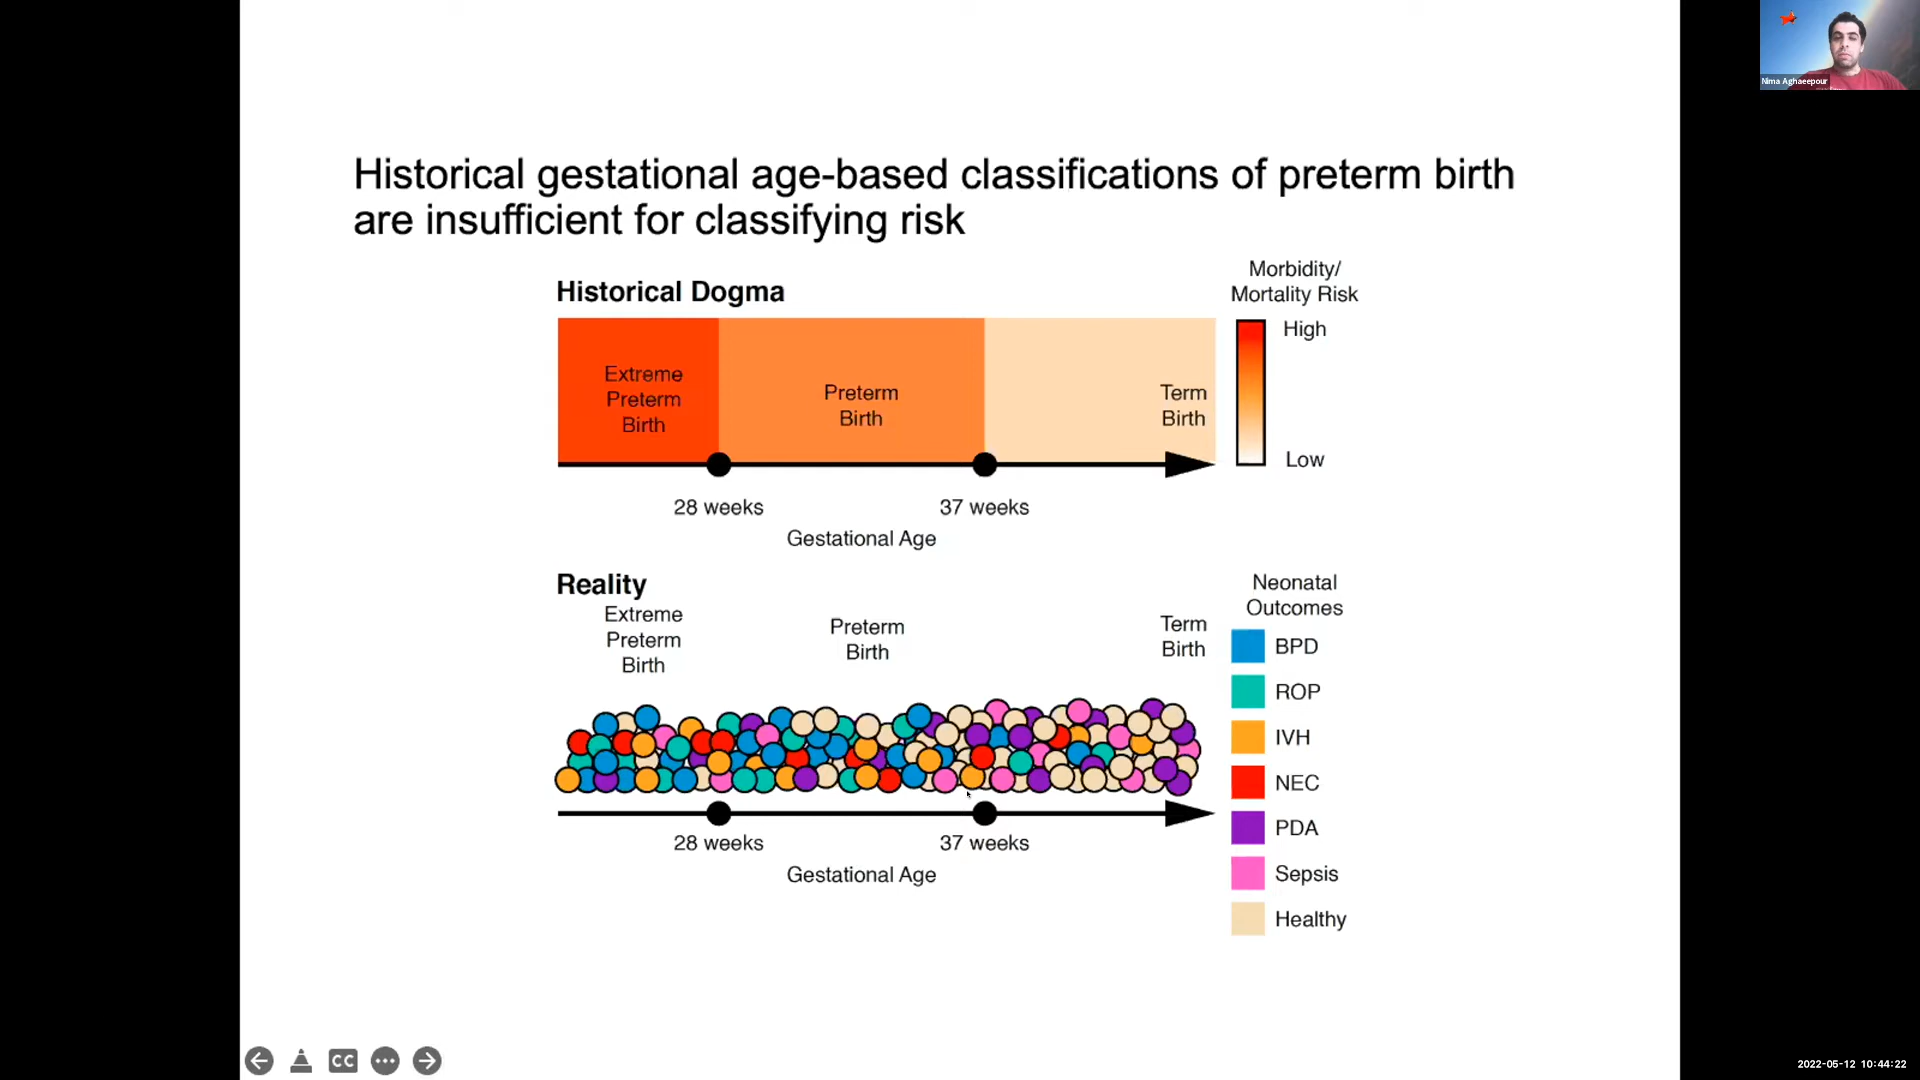 Nima Aghaeepour
Historical gestational age-based classifications of preterm birth
are insufficient for classifying risk
Historical Dogma
Morbidity/
Mortality Risk
High
Low
Extreme
Preterm
Birth
Preterm
Birth
Term
Birth
28 weeks
37 weeks
Gestational Age
Reality
Extreme
Preterm
Birth
Preterm
Birth
Term
Birth
28 weeks
37 weeks
Gestational Age
Neonatal
Outcomes
BPD
ROP
IVH
NEC
PDA
Sepsis
Healthy
CC
2022-05-12 10:44:22